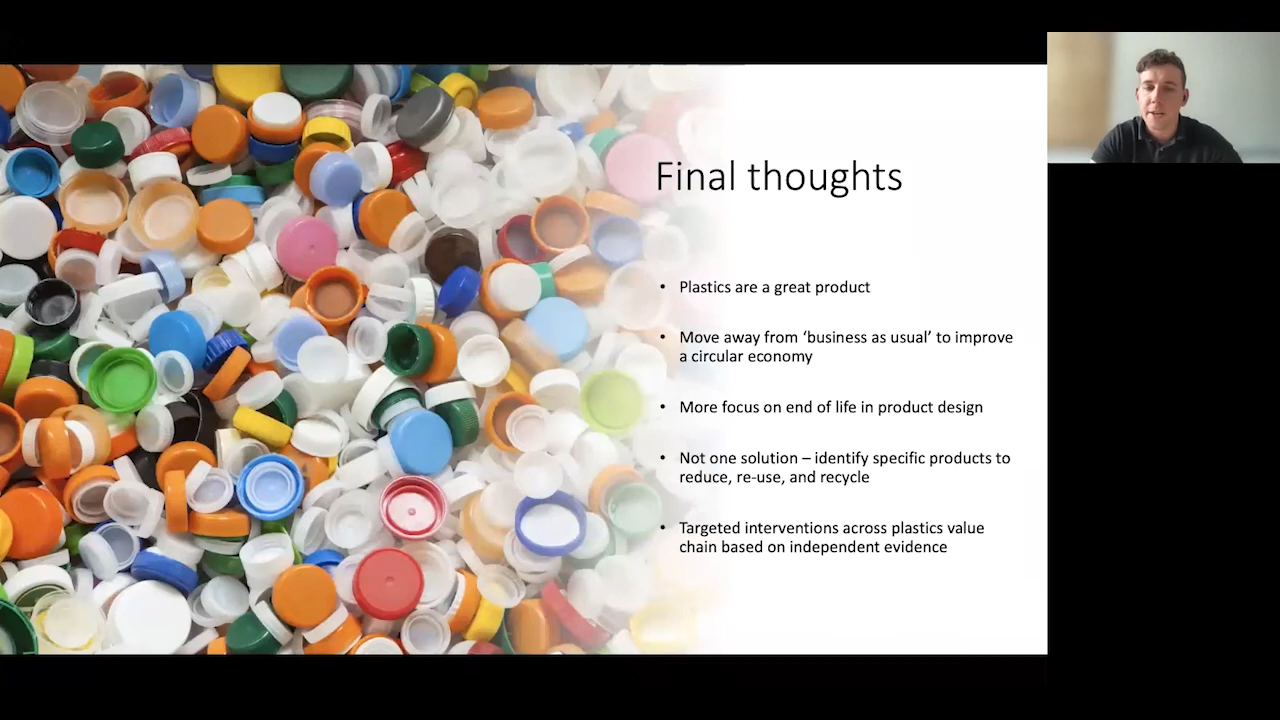 Final thoughts
• Plastics are a great product
• Move away from ‘business as usual’ to improve
a circular economy
• More focus on end of life in product design
• Not one solution – identify specific products to
reduce, re-use, and recycle
• Targeted interventions across plastics value
chain based on independent evidence